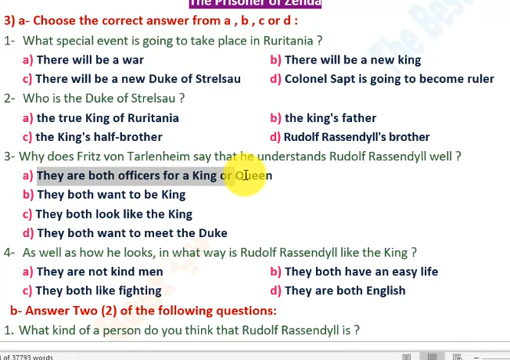 The Prisoner of Zenda
3) a- Choose the correct answer from a , b , c or d :
1- What special event is going to take place in Ruritania ?
a) There will be a war b) There will be a new king
c) There will be a new Duke of Strelsau d) Colonel Sapt is going to become ruler
2- Who is the Duke of Strelsau ?
a) the true King of Ruritania b) the king's father
c) the King's half-brother d) Rudolf Rassendyll's brother
3- Why does Fritz von Tarlenheim say that he understands Rudolf Rassendyll well ?
a) They are both officers for a King or Queen
b) They both want to be King
c) They both look like the King
d) They both want to meet the Duke
4- As well as how he looks, in what way is Rudolf Rassendyll like the King ?
a) They are not kind men b) They both have an easy life
c) They both like fighting d) They are both English
b- Answer Two (2) of the following questions:
1. What kind of a person do you think that Rudolf Rassendyll is ?
of 37793 words